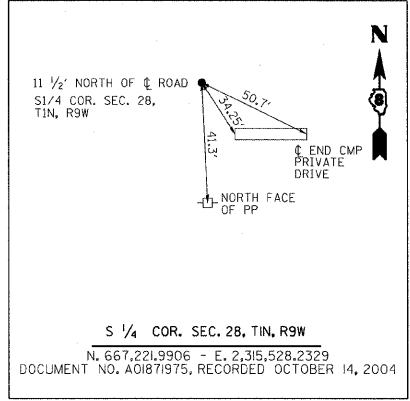 N
8
11 1/2' NORTH OF ℄ ROAD
S1/4 COR. SEC. 28,
T1N, R9W
50.7'
34.25'
41.3'
℄ END CMP
PRIVATE
DRIVE
NORTH FACE
OF PP
S 1/4 COR. SEC. 28, T1N, R9W
N. 667,221.9906 - E. 2,315,528.2329
DOCUMENT NO. A01871975, RECORDED OCTOBER 14, 2004